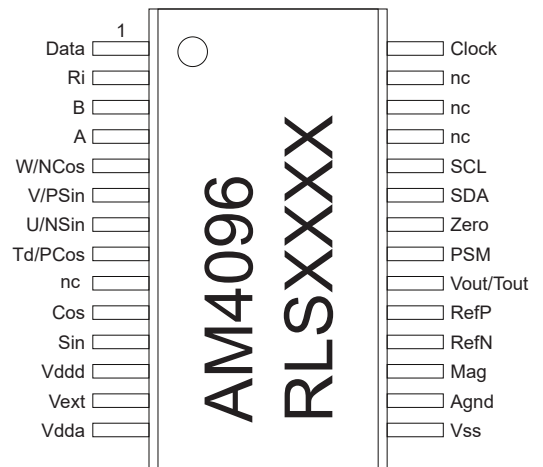 1
Data Clock
Ri nc
B nc
A nc
W/NCos SCL
V/PSin SDA
U/NSin Zero
Td/PCos PSM
nc Vout/Tout
Cos RefP
Sin RefN
Vddd Mag
Vext Agnd
Vdda Vss
AM4096
RLSXXXX